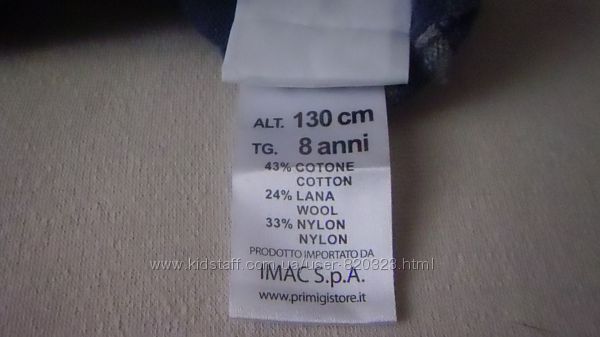 ALT. 130 cm
TG. 8 anni
43% COTONE
COTTON
24% LANA
WOOL
33% NYLON
NYLON
PRODOTTO IMPORTATO DA
IMAC S.p.A.
www.primigistore.it
www.kidstaff.com.ua/user-820323.html